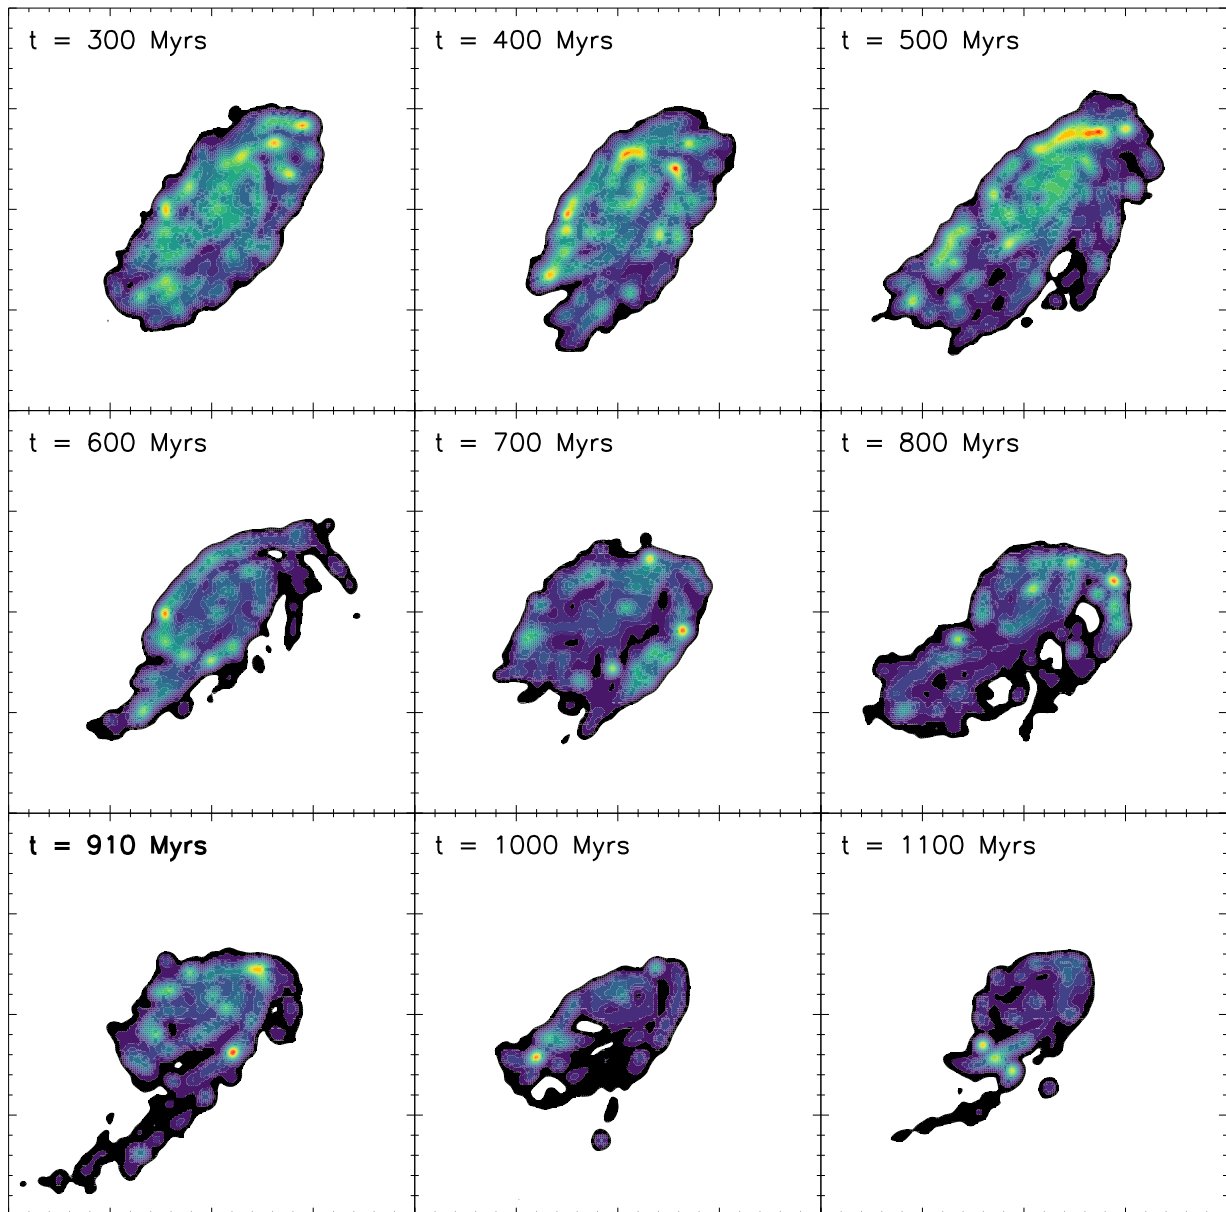 t = 300 Myrs
t = 400 Myrs
t = 500 Myrs
t = 600 Myrs
t = 700 Myrs
t = 800 Myrs
t = 910 Myrs
t = 1000 Myrs
t = 1100 Myrs